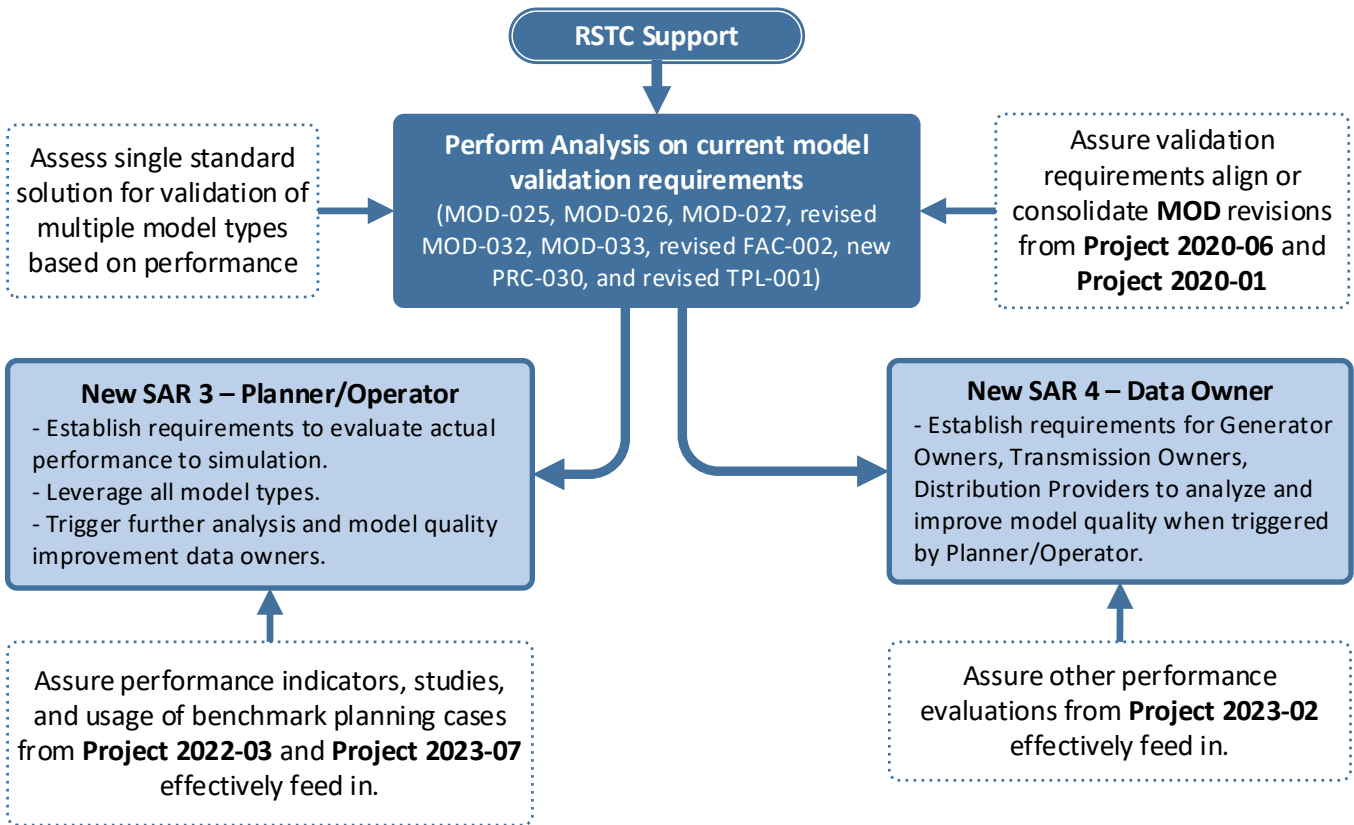 RSTC Support
Assess single standard
solution for validation of
multiple model types
based on performance
Perform Analysis on current model
validation requirements
(MOD-025, MOD-026, MOD-027, revised
MOD-032, MOD-033, revised FAC-002, new
PRC-030, and revised TPL-001)
Assure validation
requirements align or
consolidate MOD revisions
from Project 2020-06 and
Project 2020-01
New SAR 3 – Planner/Operator
- Establish requirements to evaluate actual
performance to simulation.
- Leverage all model types.
- Trigger further analysis and model quality
improvement data owners.
New SAR 4 – Data Owner
- Establish requirements for Generator
Owners, Transmission Owners,
Distribution Providers to analyze and
improve model quality when triggered
by Planner/Operator.
Assure performance indicators, studies,
and usage of benchmark planning cases
from Project 2022-03 and Project 2023-07
effectively feed in.
Assure other performance
evaluations from Project 2023-02
effectively feed in.